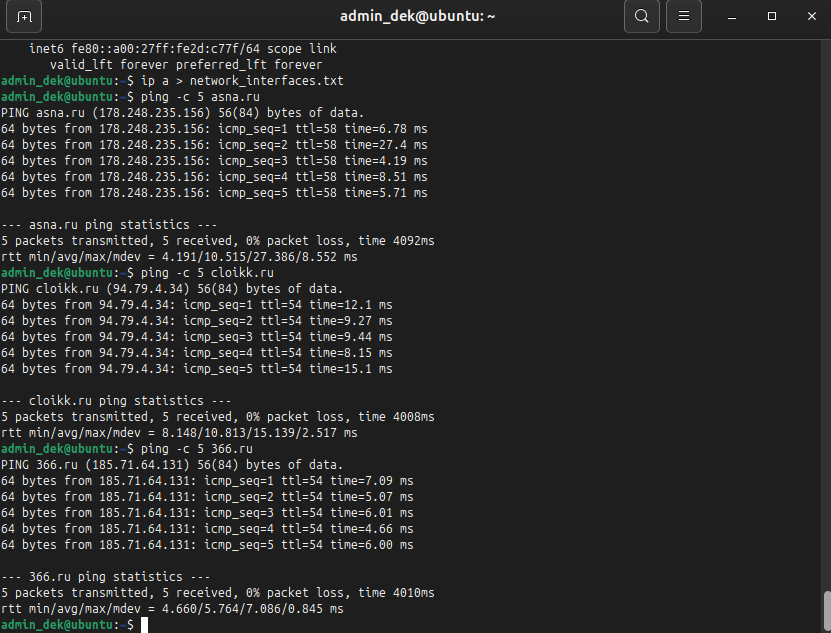 admin_dek@ubuntu: ~
inet6 fe80::a00:27ff:fe2d:c77f/64 scope link
valid_lft forever preferred_lft forever
admin_dek@ubuntu:~$ ip a > network_interfaces.txt
admin_dek@ubuntu:~$ ping -c 5 asna.ru
PING asna.ru (178.248.235.156) 56(84) bytes of data.
64 bytes from 178.248.235.156: icmp_seq=1 ttl=58 time=6.78 ms
64 bytes from 178.248.235.156: icmp_seq=2 ttl=58 time=27.4 ms
64 bytes from 178.248.235.156: icmp_seq=3 ttl=58 time=4.19 ms
64 bytes from 178.248.235.156: icmp_seq=4 ttl=58 time=8.51 ms
64 bytes from 178.248.235.156: icmp_seq=5 ttl=58 time=5.71 ms
--- asna.ru ping statistics ---
5 packets transmitted, 5 received, 0% packet loss, time 4092ms
rtt min/avg/max/mdev = 4.191/10.515/27.386/8.552 ms
admin_dek@ubuntu:~$ ping -c 5 cloikk.ru
PING cloikk.ru (94.79.4.34) 56(84) bytes of data.
64 bytes from 94.79.4.34: icmp_seq=1 ttl=54 time=12.1 ms
64 bytes from 94.79.4.34: icmp_seq=2 ttl=54 time=9.27 ms
64 bytes from 94.79.4.34: icmp_seq=3 ttl=54 time=9.44 ms
64 bytes from 94.79.4.34: icmp_seq=4 ttl=54 time=8.15 ms
64 bytes from 94.79.4.34: icmp_seq=5 ttl=54 time=15.1 ms
--- cloikk.ru ping statistics ---
5 packets transmitted, 5 received, 0% packet loss, time 4008ms
rtt min/avg/max/mdev = 8.148/10.813/15.139/2.517 ms
admin_dek@ubuntu:~$ ping -c 5 366.ru
PING 366.ru (185.71.64.131) 56(84) bytes of data.
64 bytes from 185.71.64.131: icmp_seq=1 ttl=54 time=7.09 ms
64 bytes from 185.71.64.131: icmp_seq=2 ttl=54 time=5.07 ms
64 bytes from 185.71.64.131: icmp_seq=3 ttl=54 time=6.01 ms
64 bytes from 185.71.64.131: icmp_seq=4 ttl=54 time=4.66 ms
64 bytes from 185.71.64.131: icmp_seq=5 ttl=54 time=6.00 ms
--- 366.ru ping statistics ---
5 packets transmitted, 5 received, 0% packet loss, time 4010ms
rtt min/avg/max/mdev = 4.660/5.764/7.086/0.845 ms
admin_dek@ubuntu:~$